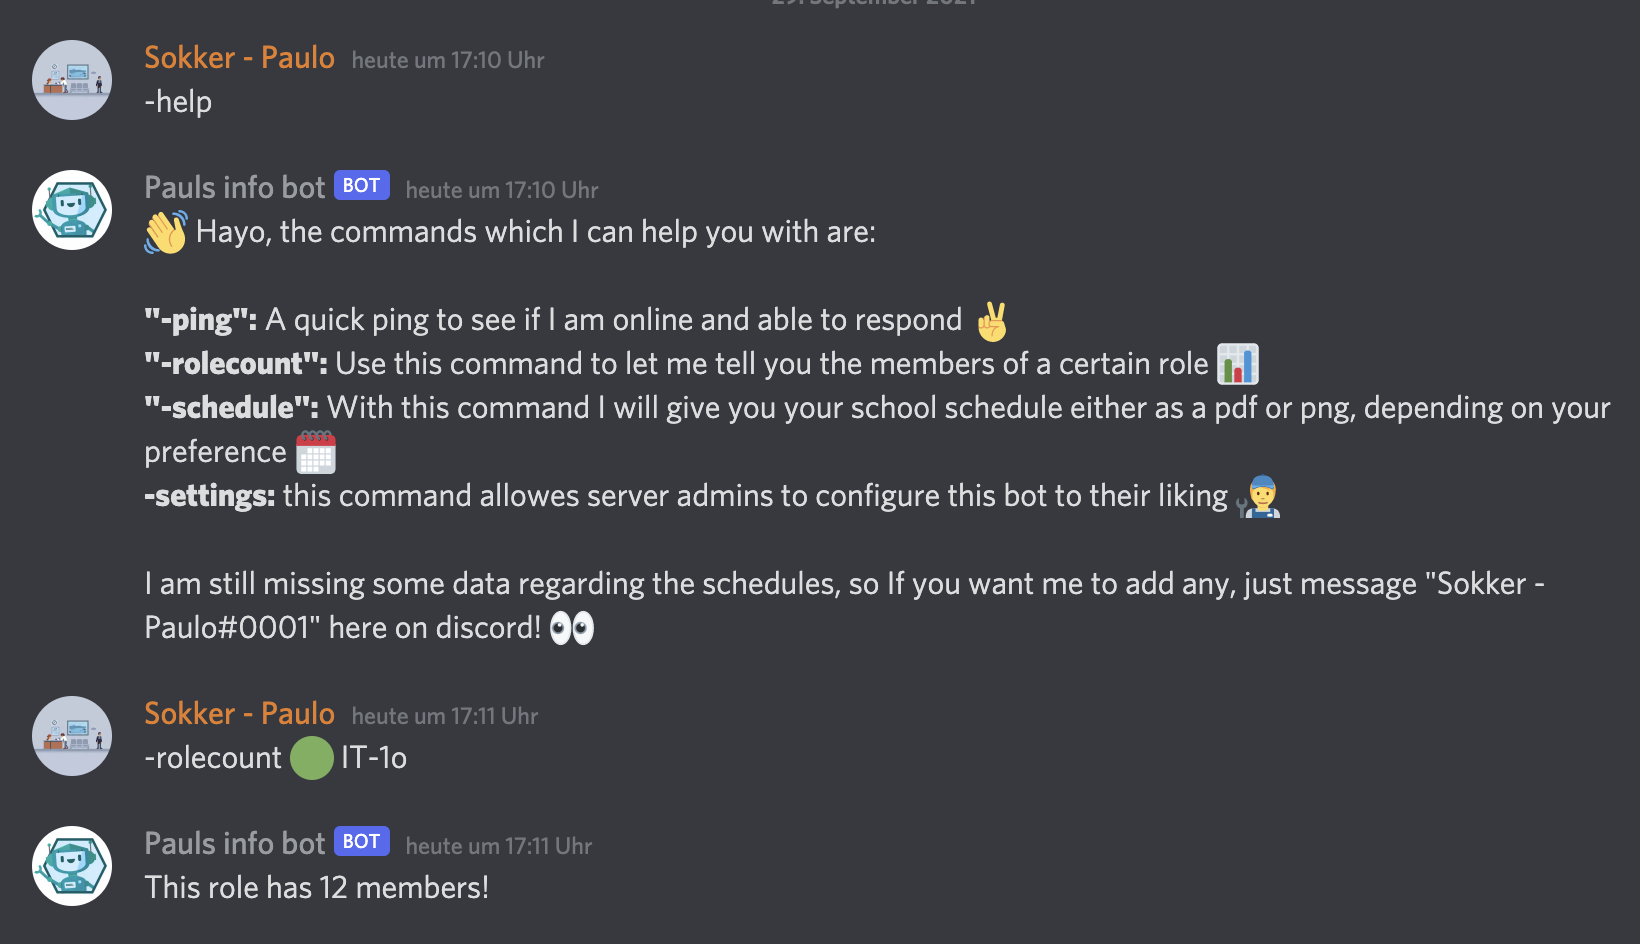 29. September 2021
Sokker - Paulo heute um 17:10 Uhr
-help
Pauls info bot BOT heute um 17:10 Uhr
👋 Hayo, the commands which I can help you with are:
"-ping": A quick ping to see if I am online and able to respond ✌️
"-rolecount": Use this command to let me tell you the members of a certain role 📊
"-schedule": With this command I will give you your school schedule either as a pdf or png, depending on your
preference 🗓️
-settings: this command allowes server admins to configure this bot to their liking 👨‍🔧
I am still missing some data regarding the schedules, so If you want me to add any, just message "Sokker -
Paulo#0001" here on discord! 👀
Sokker - Paulo heute um 17:11 Uhr
-rolecount 🟢 IT-1o
Pauls info bot BOT heute um 17:11 Uhr
This role has 12 members!